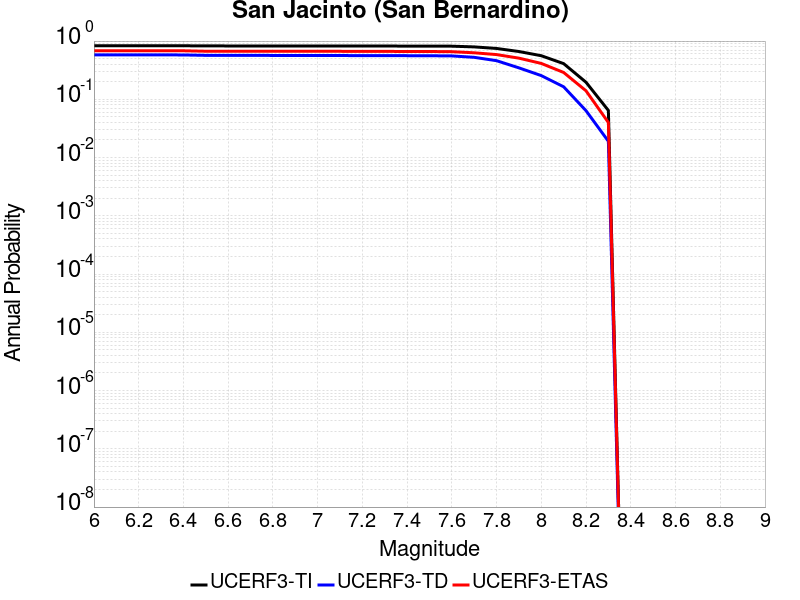 San Jacinto (San Bernardino)
10^0
10^-1
10^-2
10^-3
10^-4
10^-5
10^-6
10^-7
10^-8
Annual Probability
6 6.2 6.4 6.6 6.8 7 7.2 7.4 7.6 7.8 8 8.2 8.4 8.6 8.8 9
Magnitude
UCERF3-TI UCERF3-TD UCERF3-ETAS